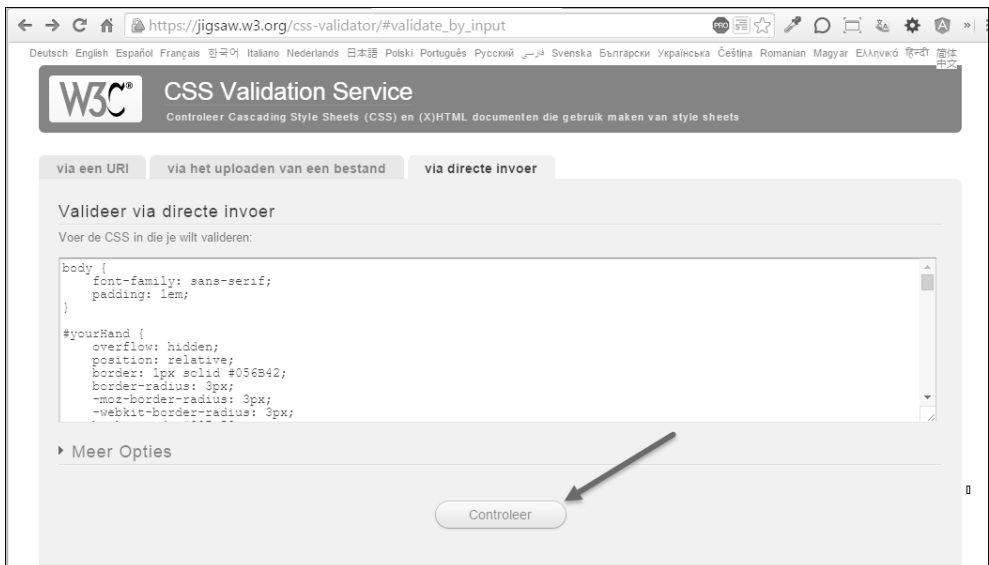 https://jigsaw.w3.org/css-validator/#validate_by_input
PRO
Deutsch English Español Français 한국어 Italiano Nederlands 日本語 Polski Português Русский فارسی Svenska Български Українська Čeština Romanian Magyar Ελληνικά हिन्दी 简体中文
W3C® CSS Validation Service
Controleer Cascading Style Sheets (CSS) en (X)HTML documenten die gebruik maken van style sheets
via een URI via het uploaden van een bestand via directe invoer
Valideer via directe invoer
Voer de CSS in die je wilt valideren:
body {
font-family: sans-serif;
padding: 1em;
}
#yourHand {
overflow: hidden;
position: relative;
border: 1px solid #056B42;
border-radius: 3px;
-moz-border-radius: 3px;
-webkit-border-radius: 3px;
Meer Opties
Controleer